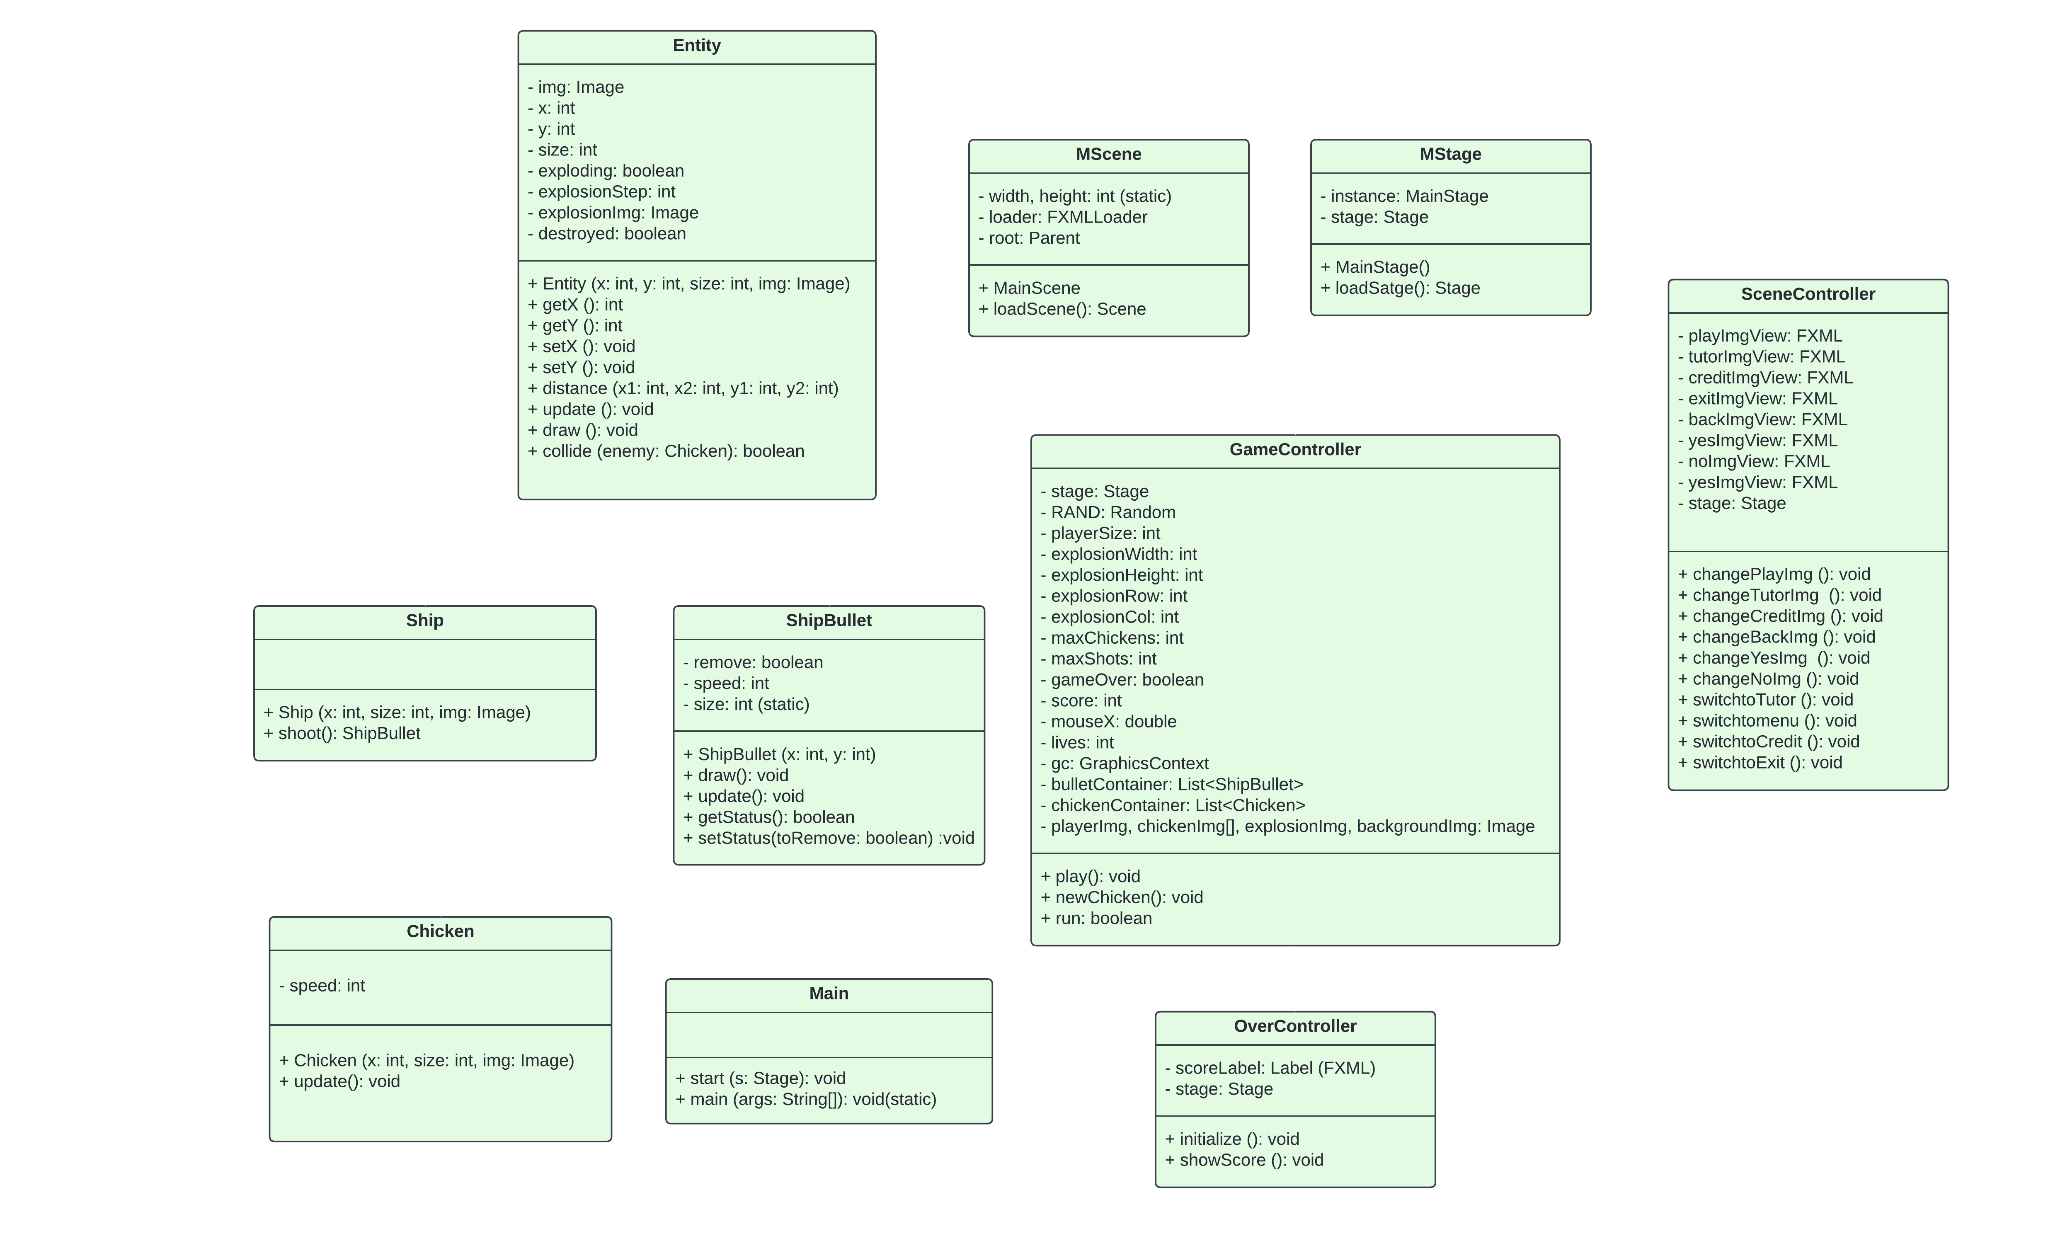 Entity
- img: Image
- x: int
- y: int
- size: int
- exploding: boolean
- explosionStep: int
- explosionImg: Image
- destroyed: boolean
+ Entity (x: int, y: int, size: int, img: Image)
+ getX (): int
+ getY (): int
+ setX (): void
+ setY (): void
+ distance (x1: int, x2: int, y1: int, y2: int)
+ update (): void
+ draw (): void
+ collide (enemy: Chicken): boolean
MScene
- width, height: int (static)
- loader: FXMLLoader
- root: Parent
+ MainScene
+ loadScene(): Scene
MStage
- instance: MainStage
- stage: Stage
+ MainStage()
+ loadSatge(): Stage
SceneController
- playImgView: FXML
- tutorImgView: FXML
- creditImgView: FXML
- exitImgView: FXML
- backImgView: FXML
- yesImgView: FXML
- noImgView: FXML
- yesImgView: FXML
- stage: Stage
+ changePlayImg (): void
+ changeTutorImg  (): void
+ changeCreditImg (): void
+ changeBackImg (): void
+ changeYesImg  (): void
+ changeNoImg (): void
+ switchtoTutor (): void
+ switchtomenu (): void
+ switchtoCredit (): void
+ switchtoExit (): void
GameController
- stage: Stage
- RAND: Random
- playerSize: int
- explosionWidth: int
- explosionHeight: int
- explosionRow: int
- explosionCol: int
- maxChickens: int
- maxShots: int
- gameOver: boolean
- score: int
- mouseX: double
- lives: int
- gc: GraphicsContext
- bulletContainer: List<ShipBullet>
- chickenContainer: List<Chicken>
- playerImg, chickenImg[], explosionImg, backgroundImg: Image
+ play(): void
+ newChicken(): void
+ run: boolean
Ship
+ Ship (x: int, size: int, img: Image)
+ shoot(): ShipBullet
ShipBullet
- remove: boolean
- speed: int
- size: int (static)
+ ShipBullet (x: int, y: int)
+ draw(): void
+ update(): void
+ getStatus(): boolean
+ setStatus(toRemove: boolean) :void
Chicken
- speed: int
+ Chicken (x: int, size: int, img: Image)
+ update(): void
Main
+ start (s: Stage): void
+ main (args: String[]): void(static)
OverController
- scoreLabel: Label (FXML)
- stage: Stage
+ initialize (): void
+ showScore (): void